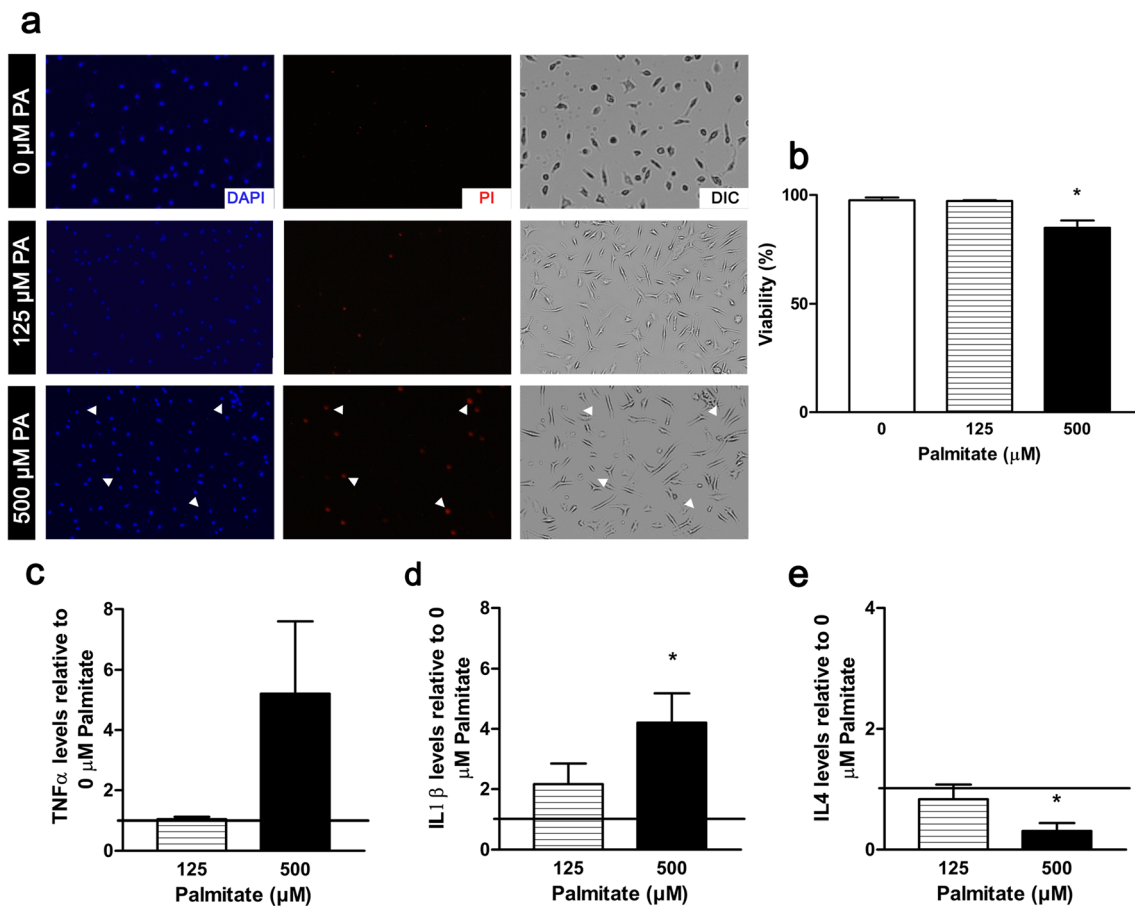 a
0 µM PA
DAPI
PI
DIC
125 µM PA
500 µM PA
b
Viability (%)
100
50
0
*
0
125
500
Palmitate (µM)
c
TNFα levels relative to
0 µM Palmitate
8
6
4
2
0
125
500
Palmitate (µM)
d
IL1 β levels relative to 0
µM Palmitate
8
6
4
2
0
*
125
500
Palmitate (µM)
e
IL4 levels relative to 0
µM Palmitate
4
2
0
*
125
500
Palmitate (µM)